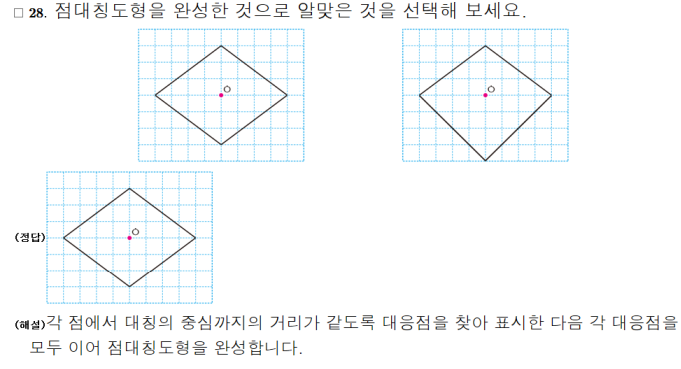 □ 28. 점대칭도형을 완성한 것으로 알맞은 것을 선택해 보세요.
ㅇ ㅇ
(정답) ㅇ
(해설)각 점에서 대칭의 중심까지의 거리가 같도록 대응점을 찾아 표시한 다음 각 대응점을
모두 이어 점대칭도형을 완성합니다.